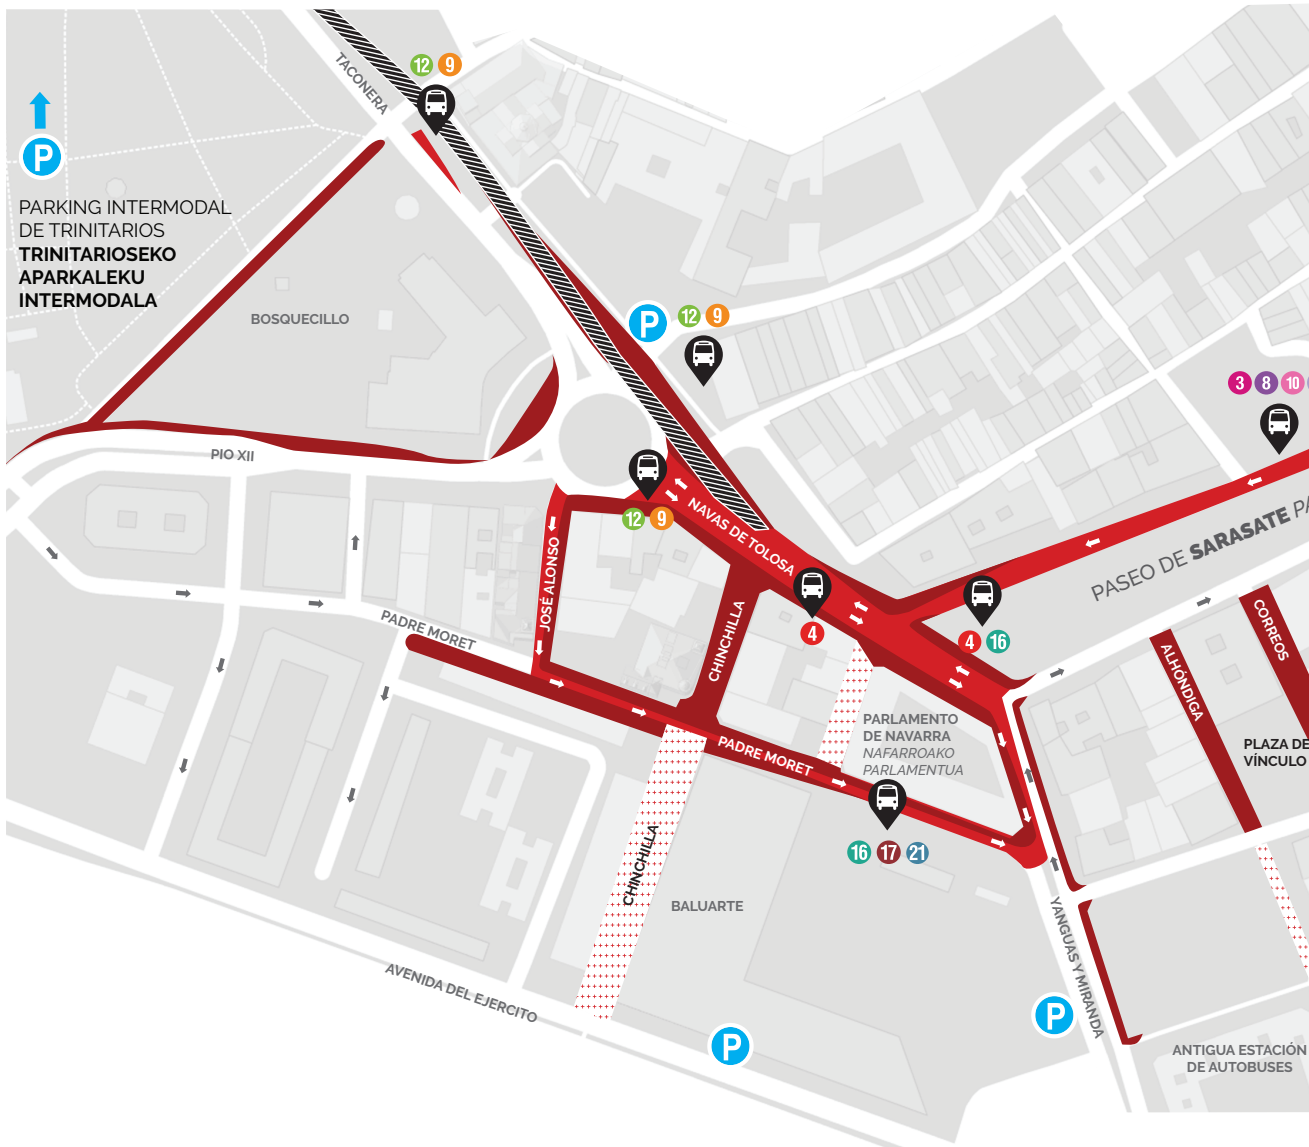 TACONERA
12 9
P
PARKING INTERMODAL
DE TRINITARIOS
TRINITARIOSEKO
APARKALEKU
INTERMODALA
BOSQUECILLO
P
12 9
3 8 10
PIO XII
12 9
NAVAS DE TOLOSA
JOSÉ ALONSO
PADRE MORET
CHINCHILLA
4
4 16
PASEO DE SARASATE
CORREOS
ALHÓNDIGA
PARLAMENTO
DE NAVARRA
NAFARROAKO
PARLAMENTUA
PLAZA DE
VÍNCULO
PADRE MORET
16 17 21
CHINCHILLA
BALUARTE
YANGUAS Y MIRANDA
AVENIDA DEL EJERCITO
P
P
ANTIGUA ESTACIÓN
DE AUTOBUSES